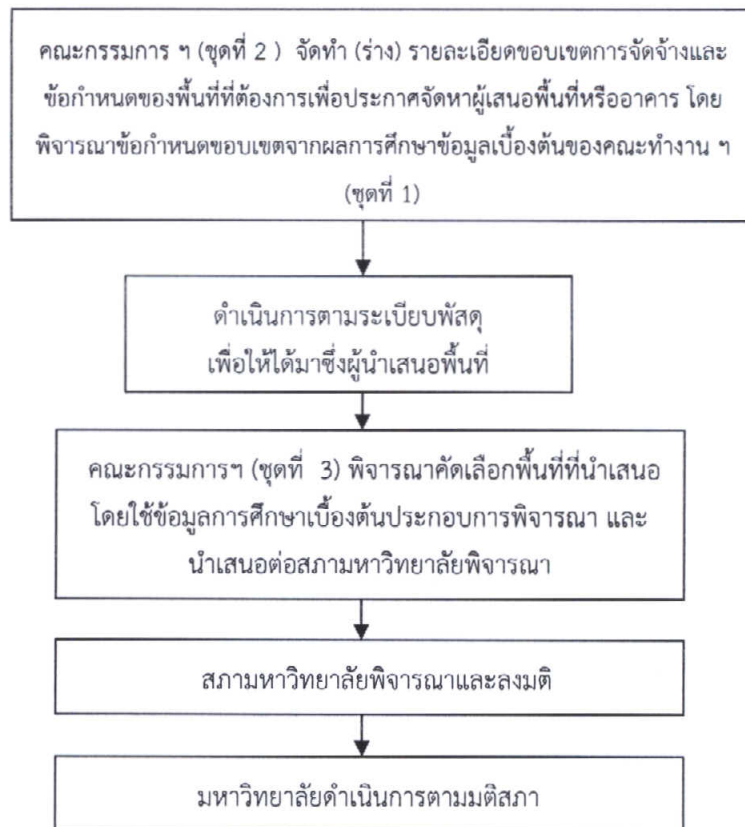 คณะกรรมการ ฯ (ชุดที่ 2 ) จัดทำ (ร่าง) รายละเอียดขอบเขตการจัดจ้างและ
ข้อกำหนดของพื้นที่ที่ต้องการเพื่อประกาศจัดหาผู้เสนอพื้นที่หรืออาคาร โดย
พิจารณาข้อกำหนดขอบเขตจากผลการศึกษาข้อมูลเบื้องต้นของคณะทำงาน ฯ
(ชุดที่ 1)
ดำเนินการตามระเบียบพัสดุ
เพื่อให้ได้มาซึ่งผู้นำเสนอพื้นที่
คณะกรรมการฯ (ชุดที่ 3) พิจารณาคัดเลือกพื้นที่ที่นำเสนอ
โดยใช้ข้อมูลการศึกษาเบื้องต้นประกอบการพิจารณา และ
นำเสนอต่อสภามหาวิทยาลัยพิจารณา
สภามหาวิทยาลัยพิจารณาและลงมติ
มหาวิทยาลัยดำเนินการตามมติสภา